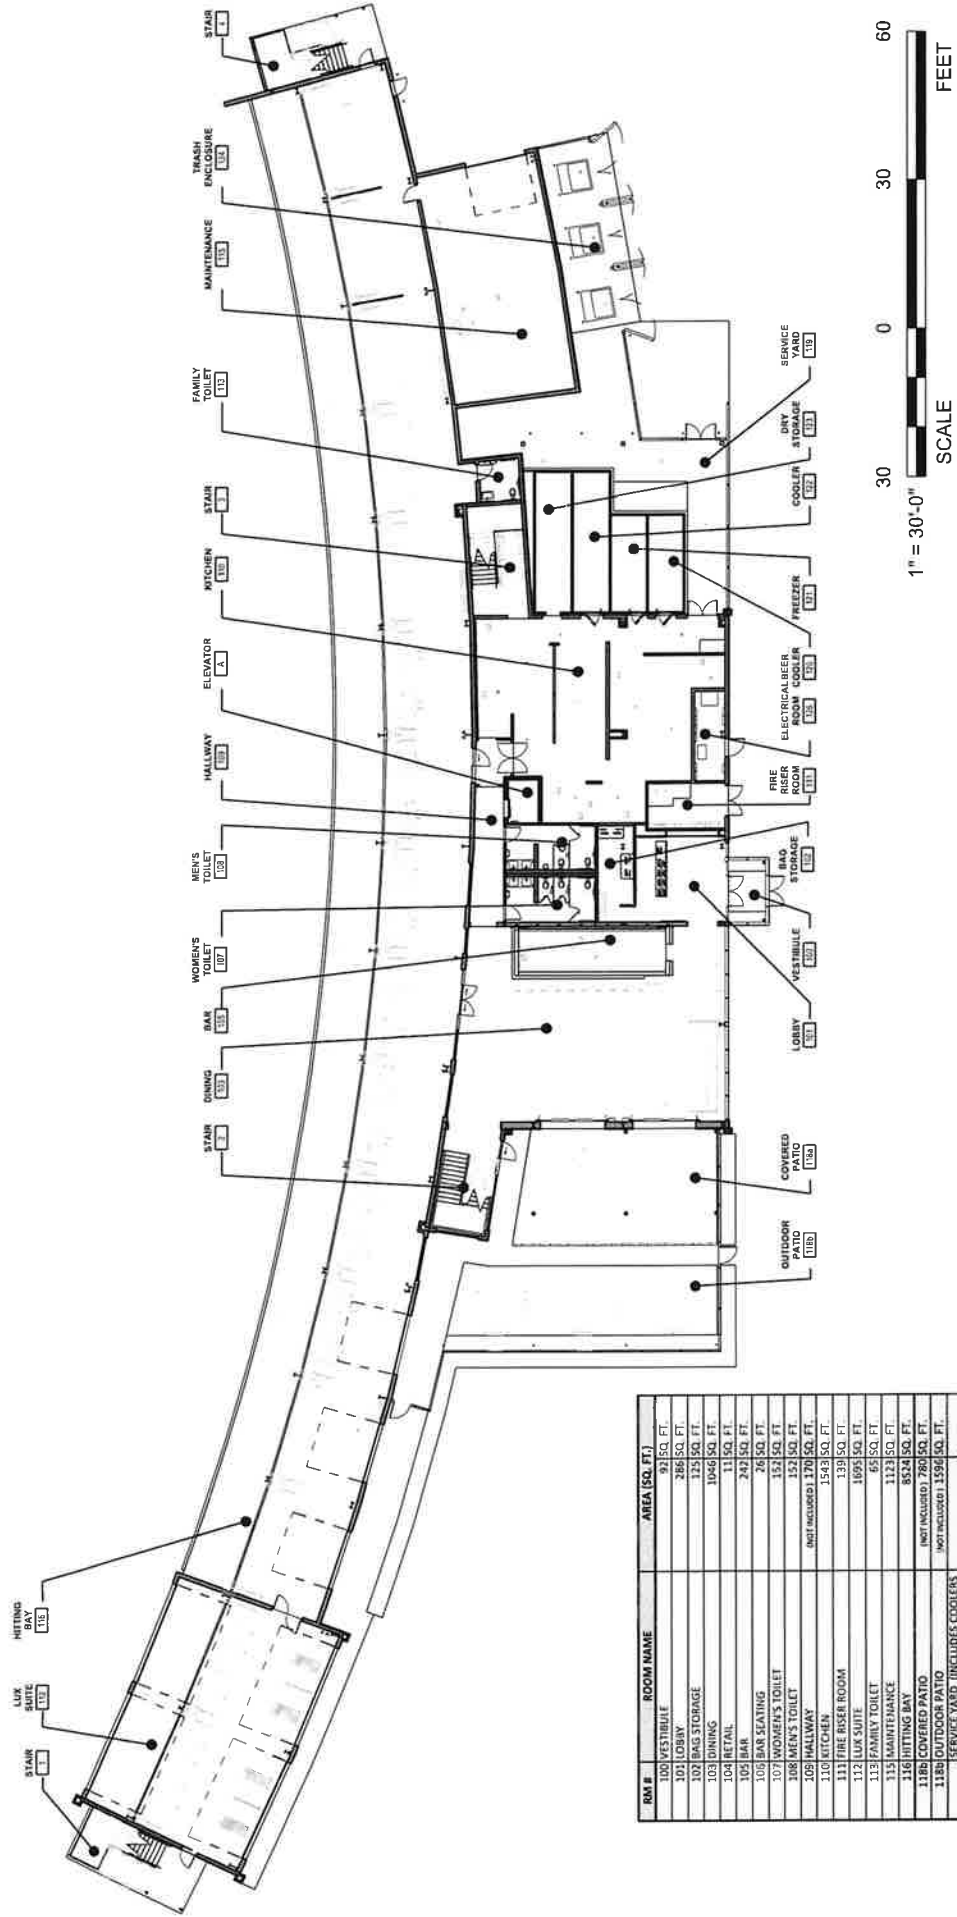 STAIR
1
LUX
SUITE
112
HITTING
BAY
116
STAIR
2
DINING
103
BAR
105
WOMEN'S
TOILET
107
MEN'S
TOILET
108
HALLWAY
109
ELEVATOR
A
KITCHEN
110
STAIR
3
FAMILY
TOILET
113
MAINTENANCE
115
TRASH
ENCLOSURE
124
STAIR
4
OUTDOOR
PATIO
118b
COVERED
PATIO
118a
LOBBY
101
VESTIBULE
BAG
STORAGE
102
FIRE
RISER
ROOM
111
ELECTRICAL
ROOM
126
BEER
COOLER
120
FREEZER
121
COOLER
122
DRY
STORAGE
123
SERVICE
YARD
119
RM # ROOM NAME AREA (SQ. FT.)
100 VESTIBULE 92 SQ. FT.
101 LOBBY 286 SQ. FT.
102 BAG STORAGE 125 SQ. FT.
103 DINING 1046 SQ. FT.
104 RETAIL 11 SQ. FT.
105 BAR 242 SQ. FT.
106 BAR SEATING 26 SQ. FT.
107 WOMEN'S TOILET 152 SQ. FT.
108 MEN'S TOILET 152 SQ. FT.
109 HALLWAY (NOT INCLUDED) 170 SQ. FT.
110 KITCHEN 1543 SQ. FT.
111 FIRE RISER ROOM 139 SQ. FT.
112 LUX SUITE 1695 SQ. FT.
113 FAMILY TOILET 65 SQ. FT.
115 MAINTENANCE 1123 SQ. FT.
116 HITTING BAY 8524 SQ. FT.
118b COVERED PATIO (NOT INCLUDED) 780 SQ. FT.
118b OUTDOOR PATIO (NOT INCLUDED) 1596 SQ. FT.
SERVICE YARD (INCLUDES COOLERS
30 0 30 60
1" = 30'-0" SCALE FEET